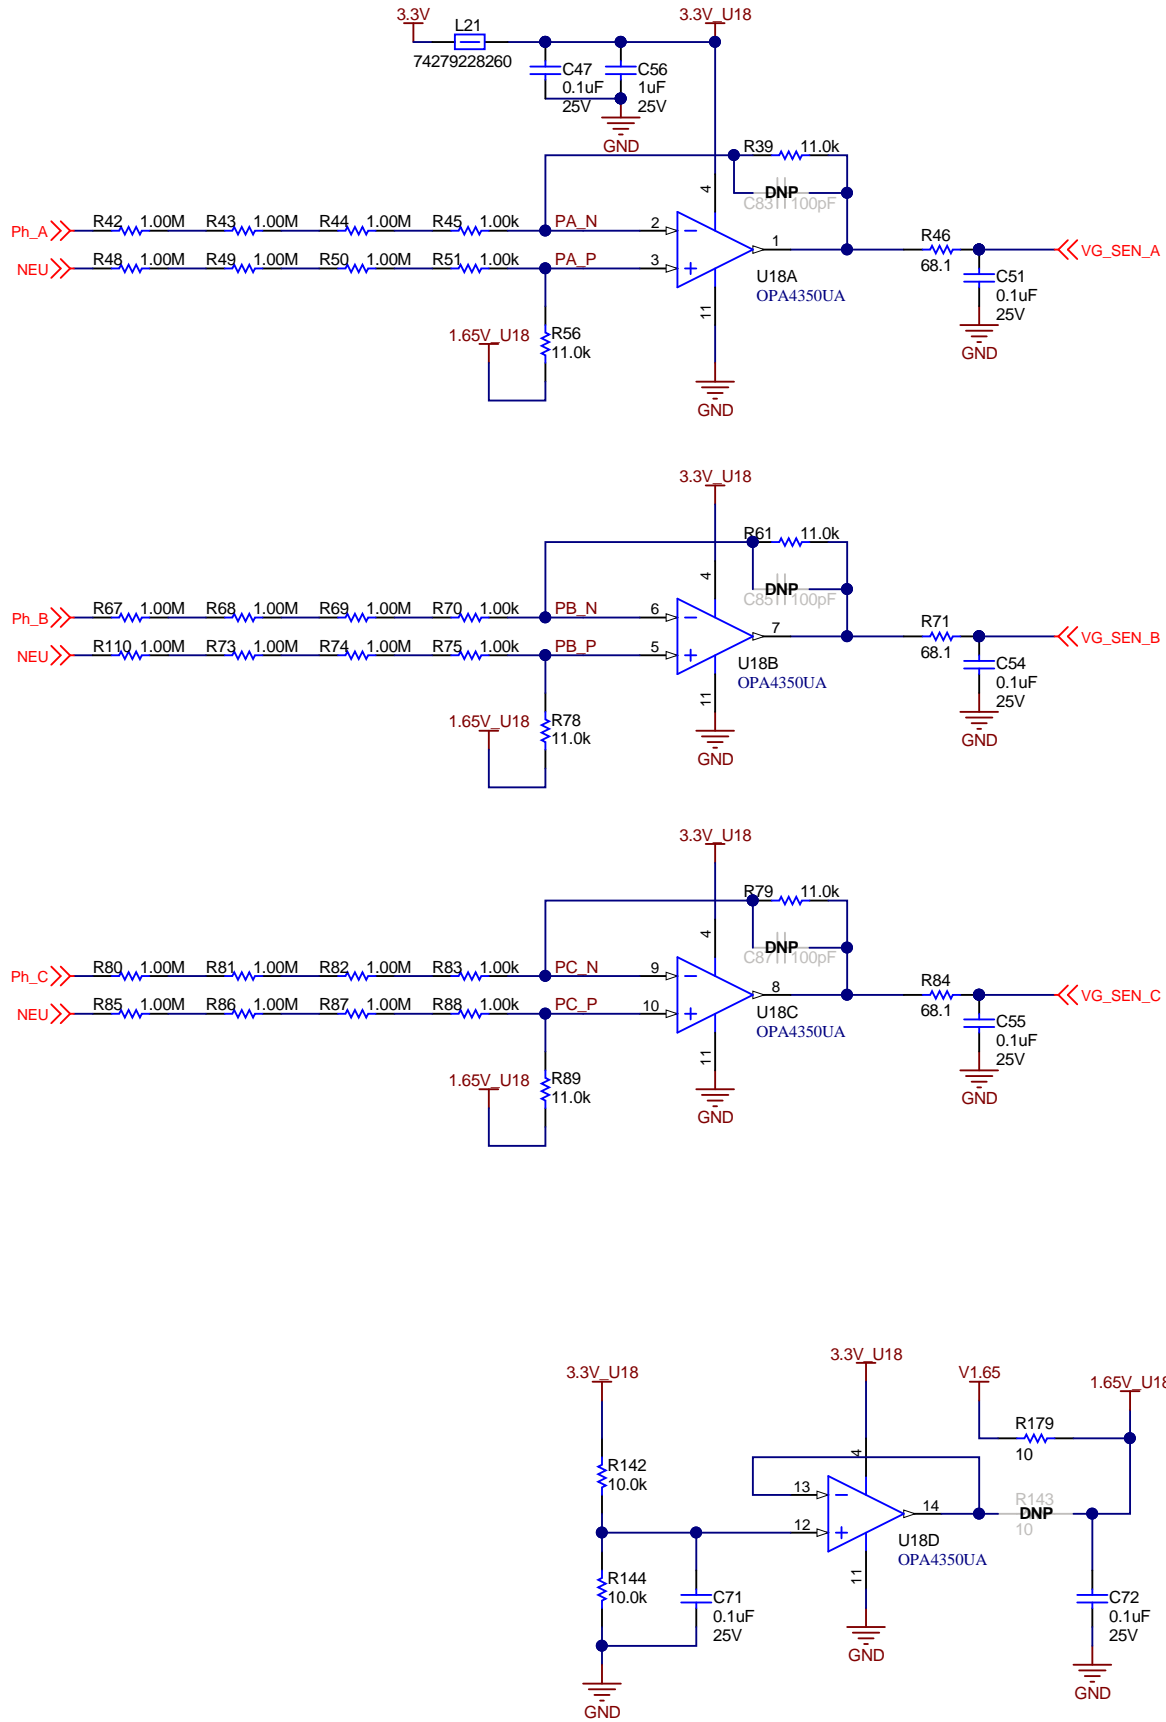 3.3V
L21
74279228260
3.3V_U18
C47
0.1uF
25V
C56
1uF
25V
GND
R39 11.0k
DNP
C83 100pF
4
Ph_A R42 1.00M R43 1.00M R44 1.00M R45 1.00k PA_N 2
NEU R48 1.00M R49 1.00M R50 1.00M R51 1.00k PA_P 3
1
U18A
OPA4350UA
11
GND
R46
68.1
C51
0.1uF
25V
GND
VG_SEN_A
1.65V_U18
R56
11.0k
3.3V_U18
R61 11.0k
DNP
C85 100pF
4
Ph_B R67 1.00M R68 1.00M R69 1.00M R70 1.00k PB_N 6
NEU R110 1.00M R73 1.00M R74 1.00M R75 1.00k PB_P 5
7
U18B
OPA4350UA
11
GND
R71
68.1
C54
0.1uF
25V
GND
VG_SEN_B
1.65V_U18
R78
11.0k
3.3V_U18
R79 11.0k
DNP
C87 100pF
4
Ph_C R80 1.00M R81 1.00M R82 1.00M R83 1.00k PC_N 9
NEU R85 1.00M R86 1.00M R87 1.00M R88 1.00k PC_P 10
8
U18C
OPA4350UA
11
GND
R84
68.1
C55
0.1uF
25V
GND
VG_SEN_C
1.65V_U18
R89
11.0k
3.3V_U18
R142
10.0k
R144
10.0k
GND
C71
0.1uF
25V
3.3V_U18
4
13
12
14
U18D
OPA4350UA
11
GND
V1.65
R179
10
1.65V_U18
R143
DNP
10
C72
0.1uF
25V
GND